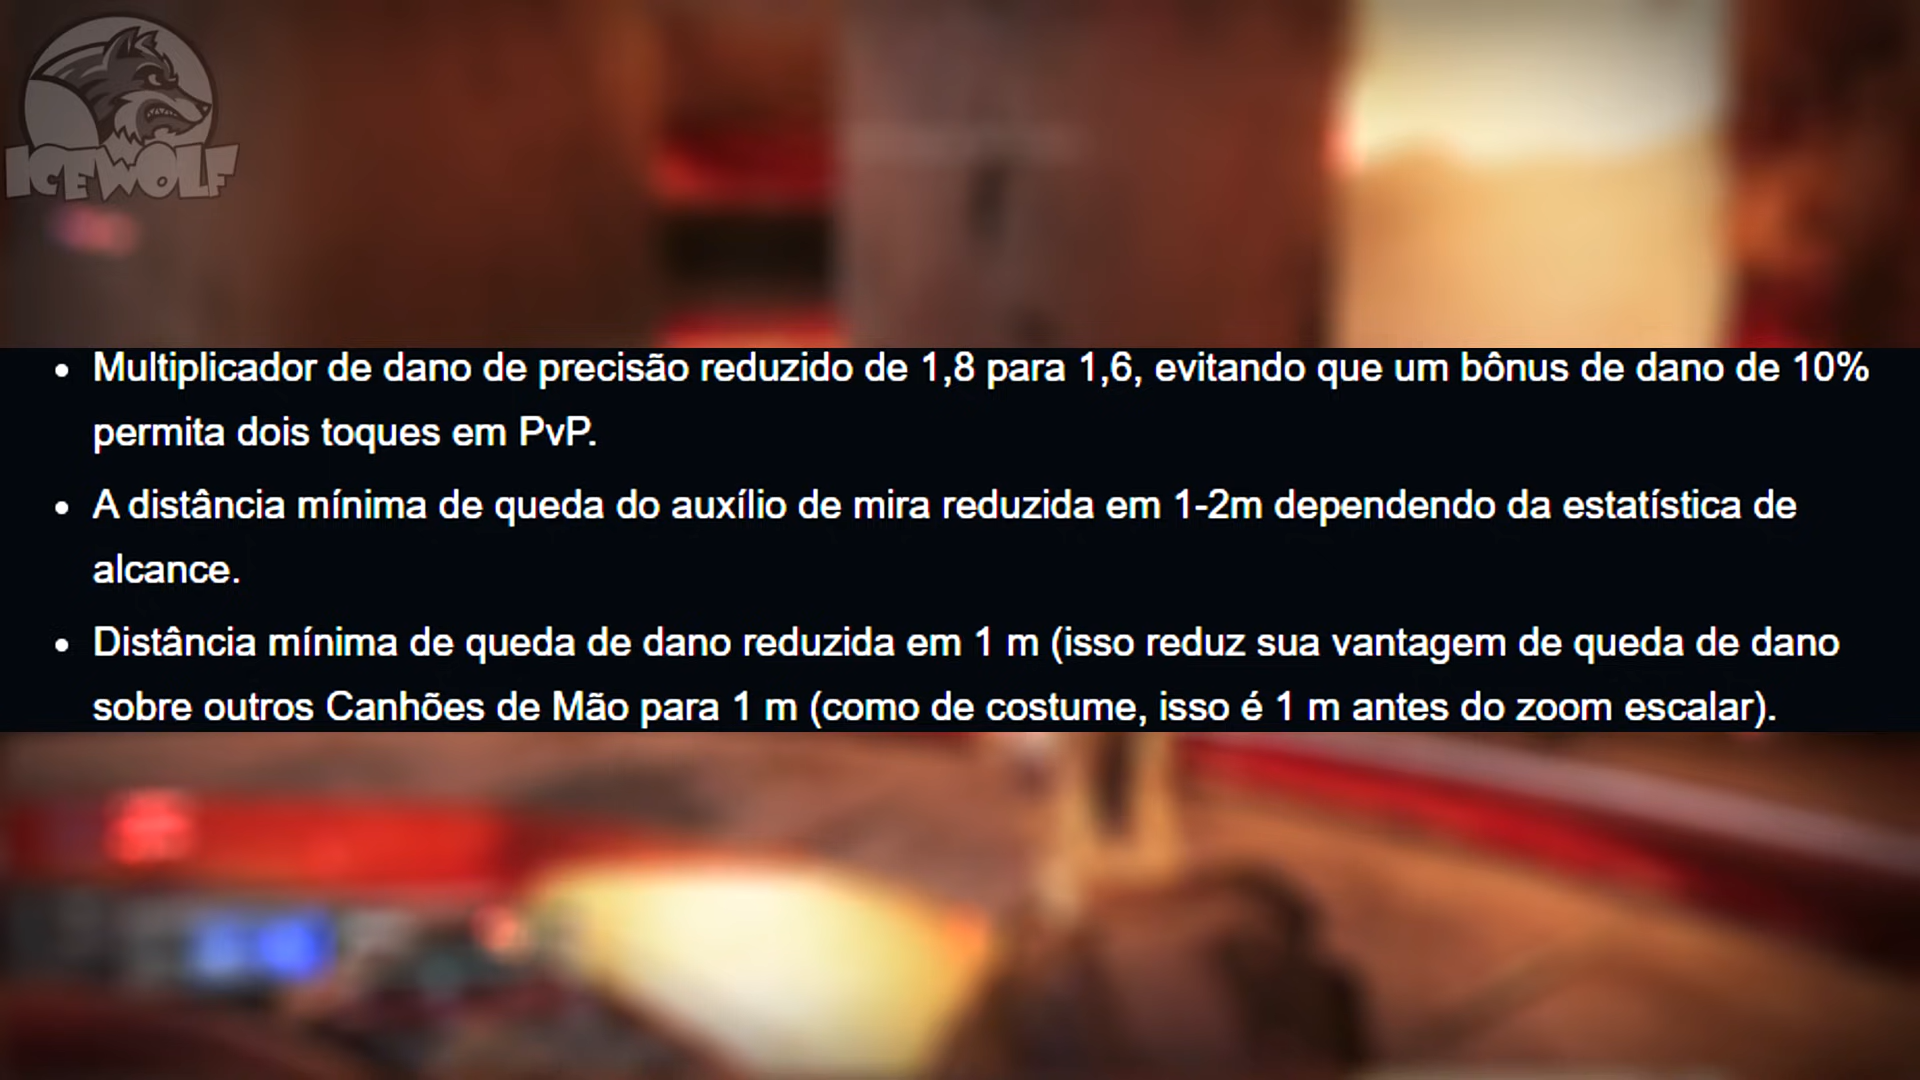 ICEWOLF
• Multiplicador de dano de precisão reduzido de 1,8 para 1,6, evitando que um bônus de dano de 10%
permita dois toques em PvP.
• A distância mínima de queda do auxílio de mira reduzida em 1-2m dependendo da estatística de
alcance.
• Distância mínima de queda de dano reduzida em 1 m (isso reduz sua vantagem de queda de dano
sobre outros Canhões de Mão para 1 m (como de costume, isso é 1 m antes do zoom escalar).